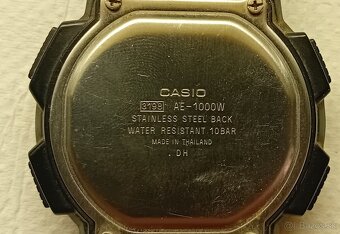 CASIO
3198 AE-1000W
STAINLESS STEEL BACK
WATER RESISTANT 10BAR
MADE IN THAILAND
. DH